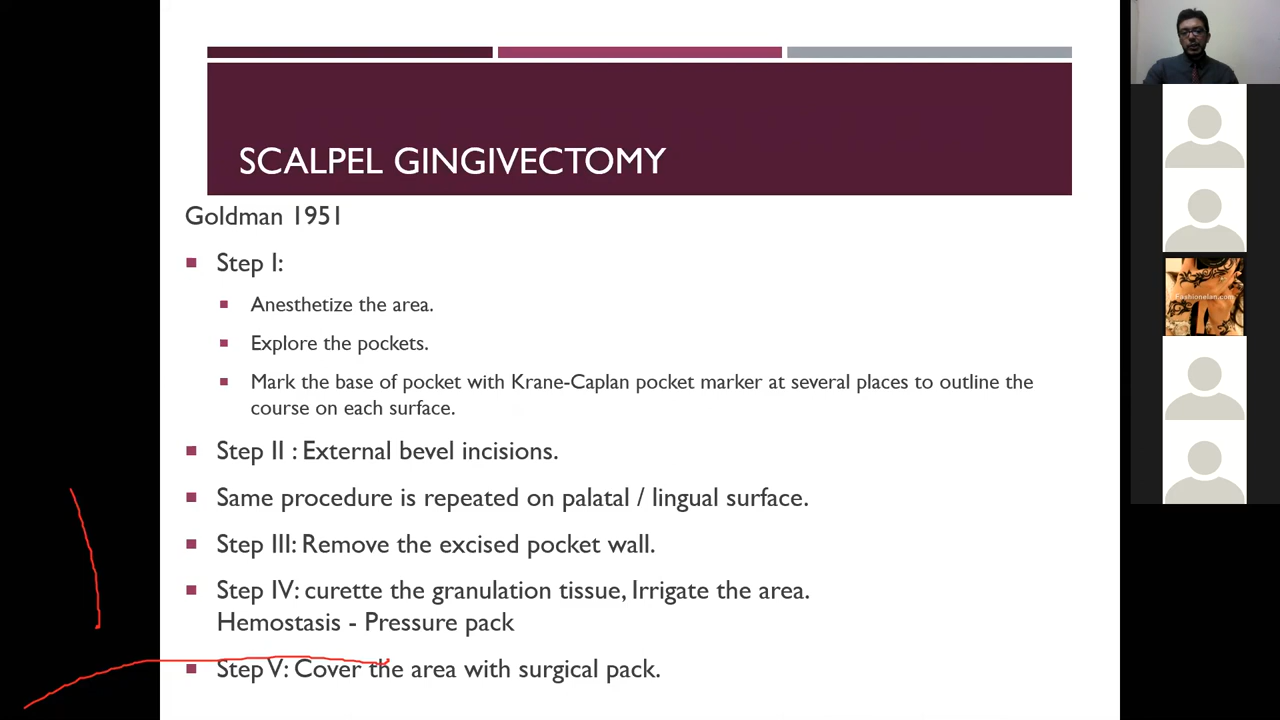 SCALPEL GINGIVECTOMY
Goldman 1951
Step I:
Anesthetize the area.
Explore the pockets.
Mark the base of pocket with Krane-Caplan pocket marker at several places to outline the
course on each surface.
Step II : External bevel incisions.
Same procedure is repeated on palatal / lingual surface.
Step III: Remove the excised pocket wall.
Step IV: curette the granulation tissue, Irrigate the area.
Hemostasis - Pressure pack
Step V: Cover the area with surgical pack.